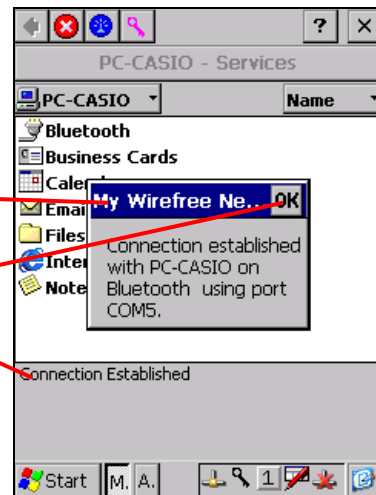 ?
PC-CASIO - Services
PC-CASIO
Name
Bluetooth
Business Cards
Cale
Emai
Files
Inter
Note
My Wirefree Ne..
OK
Connection established
with PC-CASIO on
Bluetooth using port
COM5.
Connection Established
Start
M.
A.
1